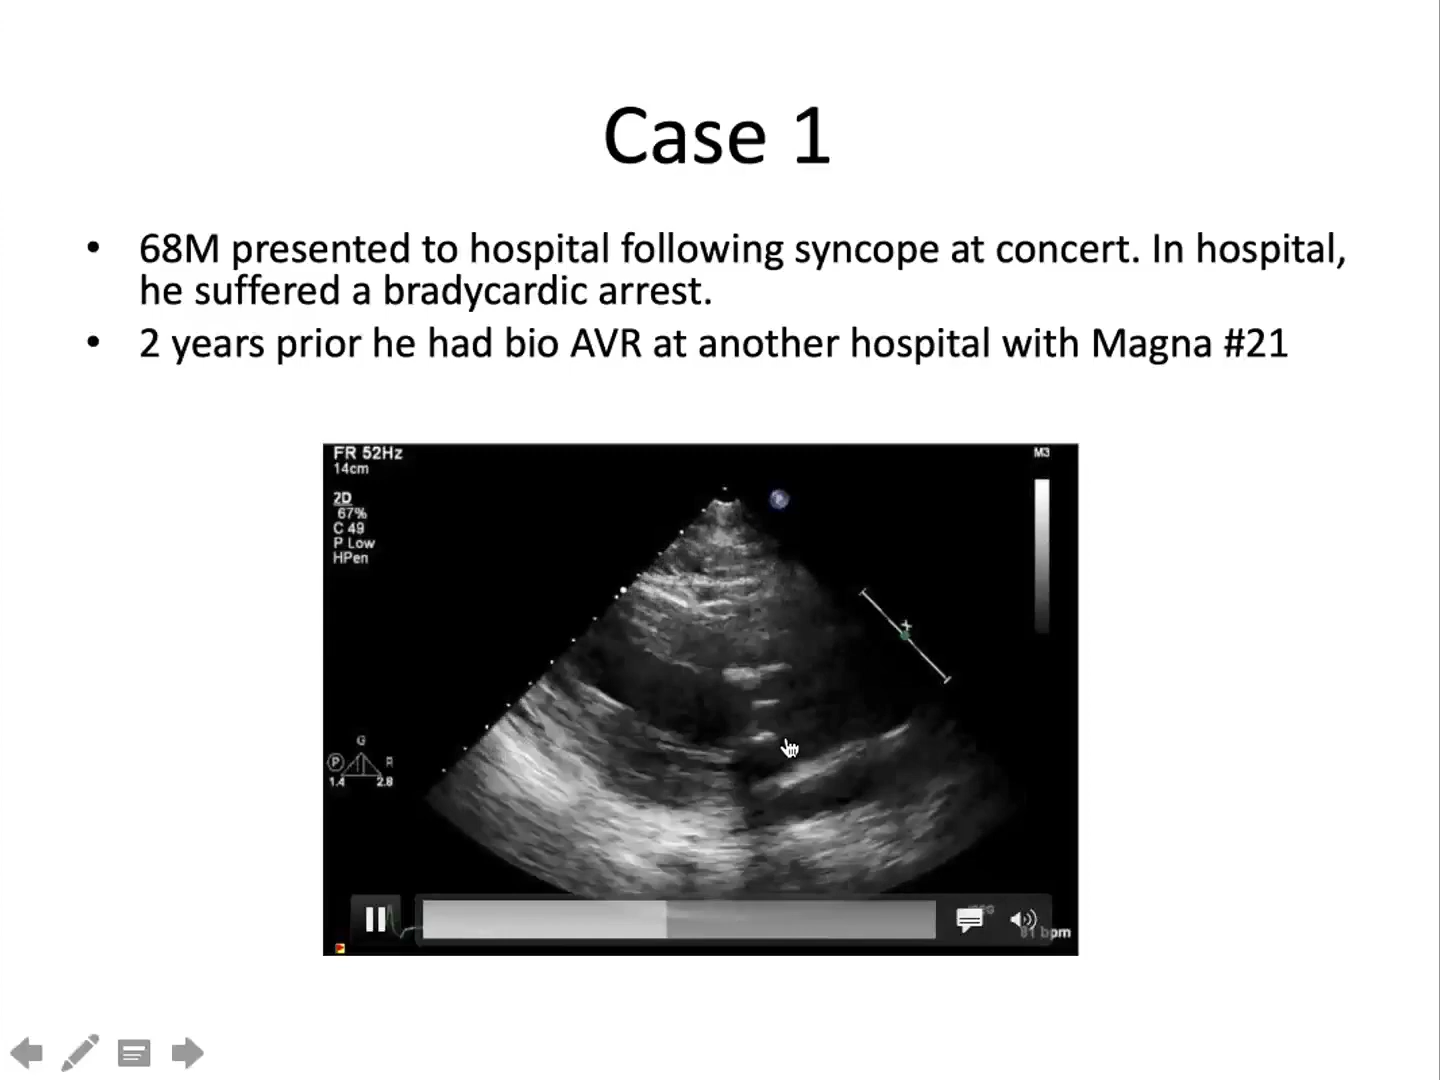 Case 1
• 68M presented to hospital following syncope at concert. In hospital,
he suffered a bradycardic arrest.
• 2 years prior he had bio AVR at another hospital with Magna #21
FR 52Hz
14cm
M3
2D
67%
C 49
P Low
HPen
G
P R
1.4 2.8
bpm